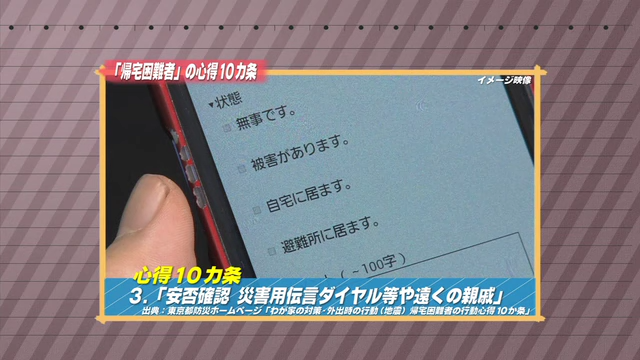 「帰宅困難者」の心得10カ条
イメージ映像
▼状態
無事です。
被害があります。
自宅に居ます。
避難所に居ます。
(~100字)
心得10カ条
3.「安否確認 災害用伝言ダイヤル等や遠くの親戚」
出典:東京都防災ホームページ「わが家の対策・外出時の行動(地震)帰宅困難者の行動心得10か条」